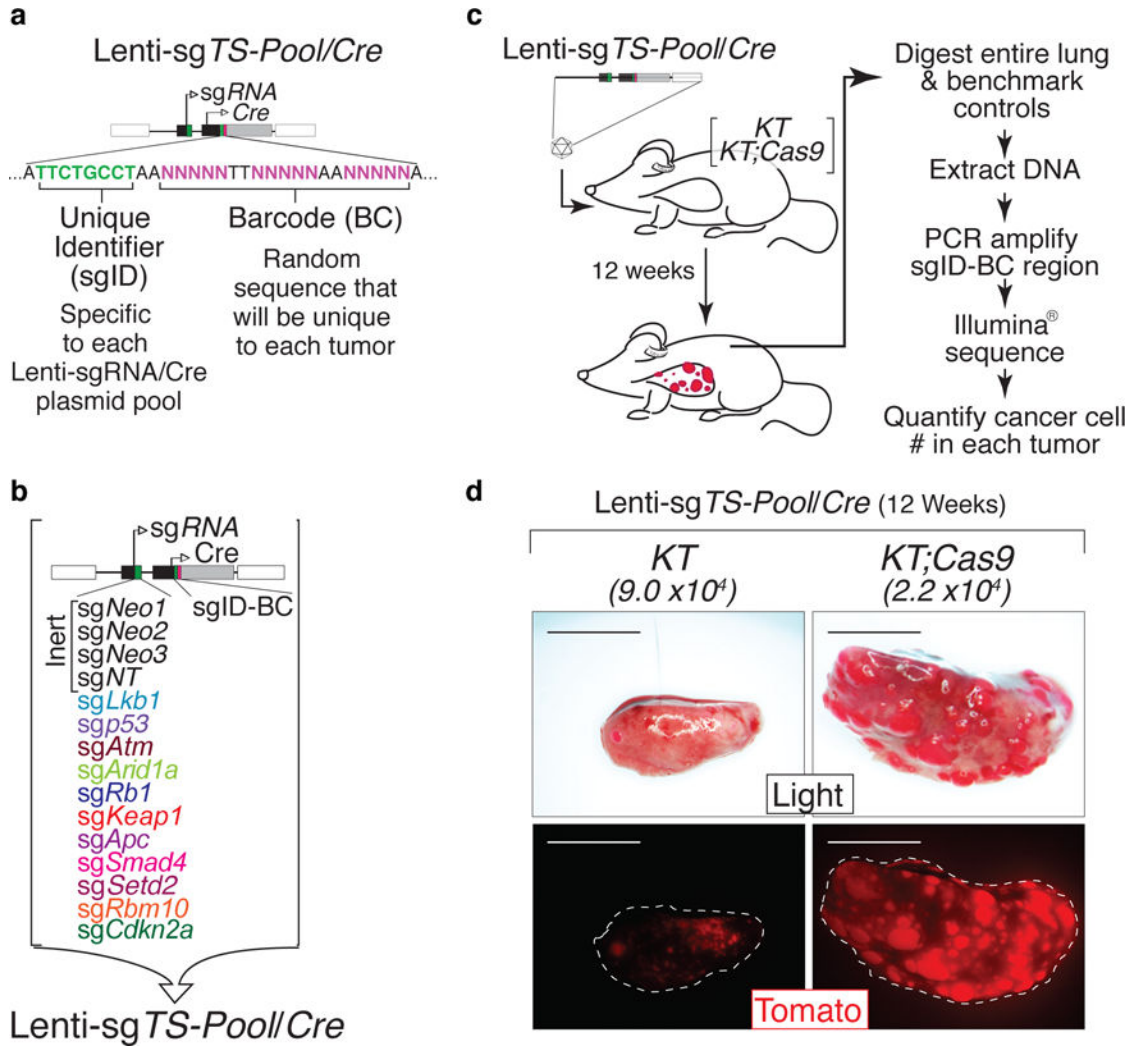 a
Lenti-sgTS-Pool/Cre
sgRNA
Cre
...ATTCTGCCTAANNNNNTTNNNNNAANNNNNA...
Unique
Identifier
(sgID)
Specific
to each
Lenti-sgRNA/Cre
plasmid pool
Barcode (BC)
Random
sequence that
will be unique
to each tumor
b
sgRNA
Cre
sgID-BC
Inert
sgNeo1
sgNeo2
sgNeo3
sgNT
sgLkb1
sgp53
sgAtm
sgArid1a
sgRb1
sgKeap1
sgApc
sgSmad4
sgSetd2
sgRbm10
sgCdkn2a
Lenti-sgTS-Pool/Cre
c
Lenti-sgTS-Pool/Cre
KT
KT;Cas9
12 weeks
Digest entire lung
& benchmark
controls
Extract DNA
PCR amplify
sgID-BC region
Illumina®
sequence
Quantify cancer cell
# in each tumor
d
Lenti-sgTS-Pool/Cre (12 Weeks)
KT
(9.0 x10⁴)
KT;Cas9
(2.2 x10⁴)
Light
Tomato